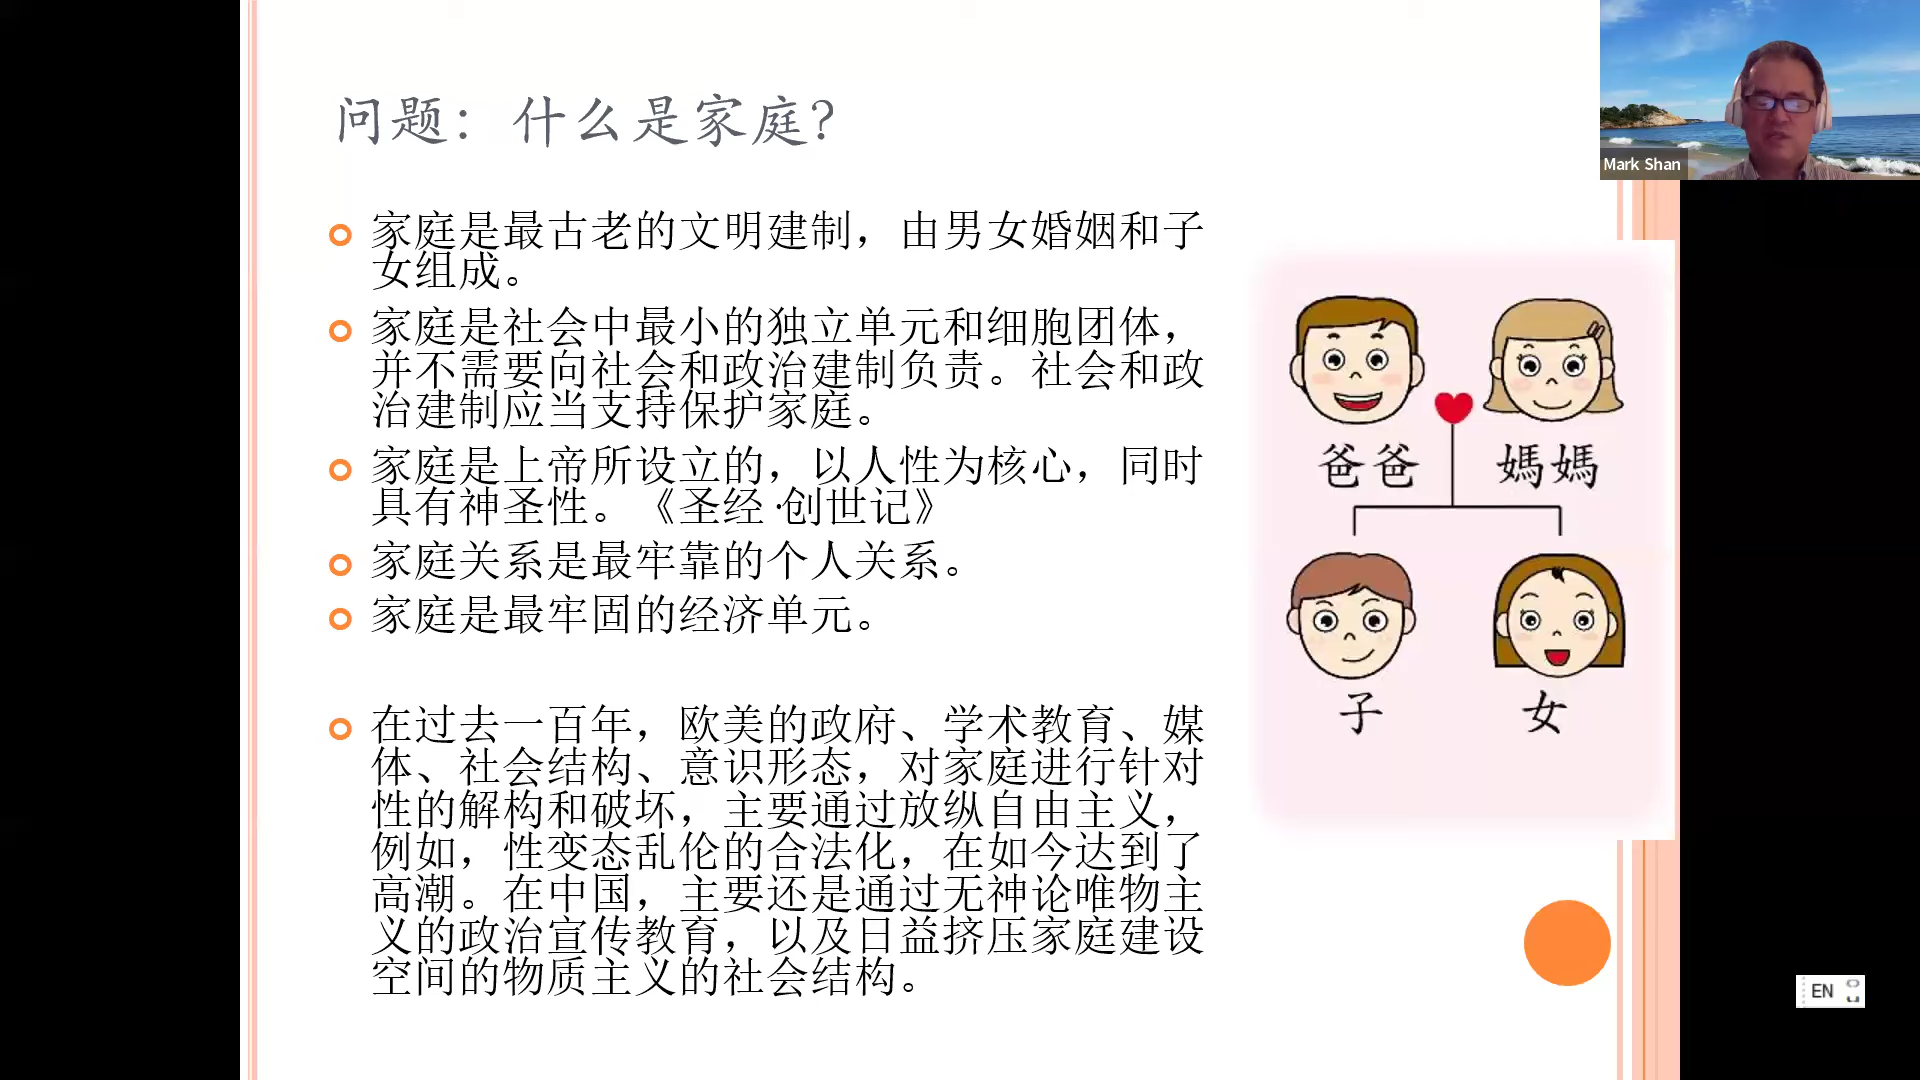 问题：什么是家庭？
Mark Shan
家庭是最古老的文明建制，由男女婚姻和子
女组成。
家庭是社会中最小的独立单元和细胞团体，
并不需要向社会和政治建制负责。社会和政
治建制应当支持保护家庭。
家庭是上帝所设立的，以人性为核心，同时
具有神圣性。《圣经·创世记》
家庭关系是最牢靠的个人关系。
家庭是最牢固的经济单元。
在过去一百年，欧美的政府、学术教育、媒
体、社会结构、意识形态，对家庭进行针对
性的解构和破坏，主要通过放纵自由主义，
例如，性变态乱伦的合法化，在如今达到了
高潮。在中国，主要还是通过无神论唯物主
义的政治宣传教育，以及日益挤压家庭建设
空间的物质主义的社会结构。
爸爸
媽媽
子
女
EN